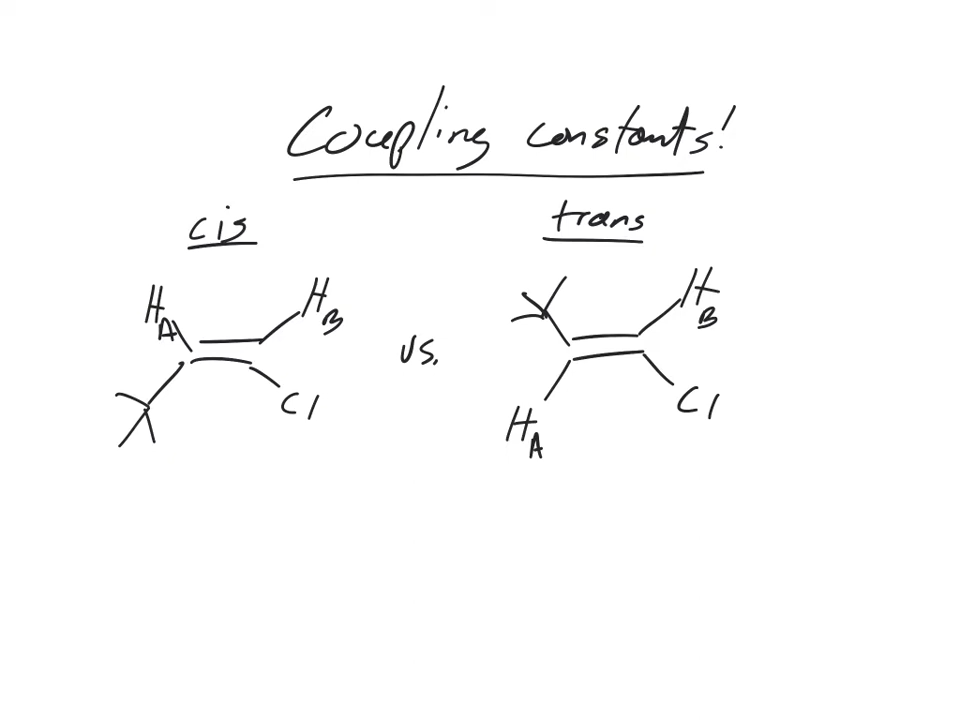 Coupling constants!
cis trans
HA HB vs. HB
Cl Cl
HA